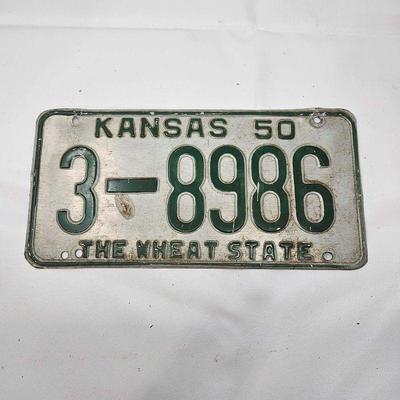 KANSAS 50
3-8986
THE WHEAT STATE